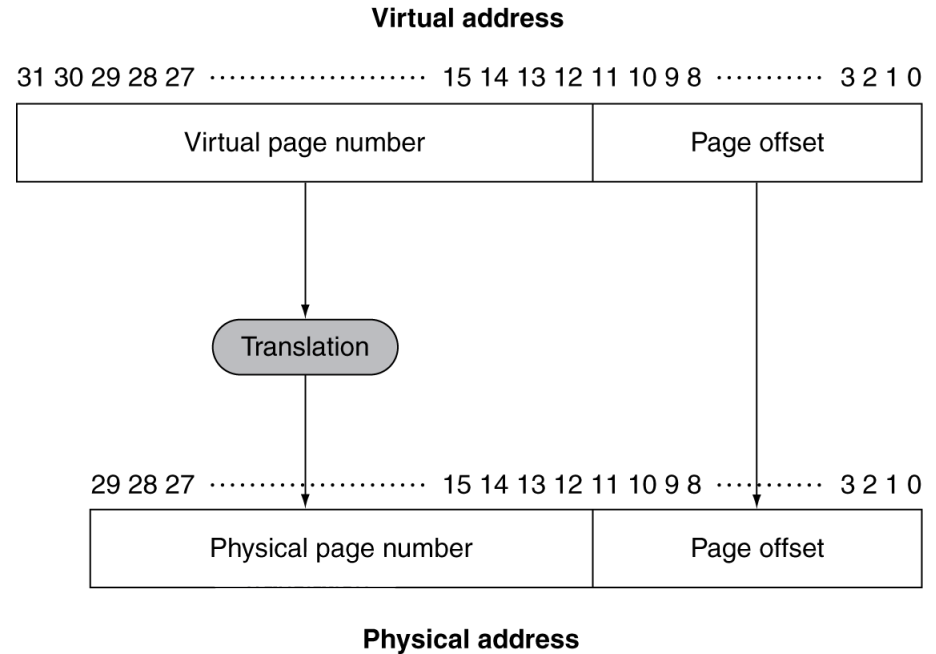 Virtual address
31 30 29 28 27 ······················ 15 14 13 12 11 10 9 8 ··········· 3 2 1 0
Virtual page number Page offset
Translation
29 28 27 ······················ 15 14 13 12 11 10 9 8 ··········· 3 2 1 0
Physical page number Page offset
Physical address